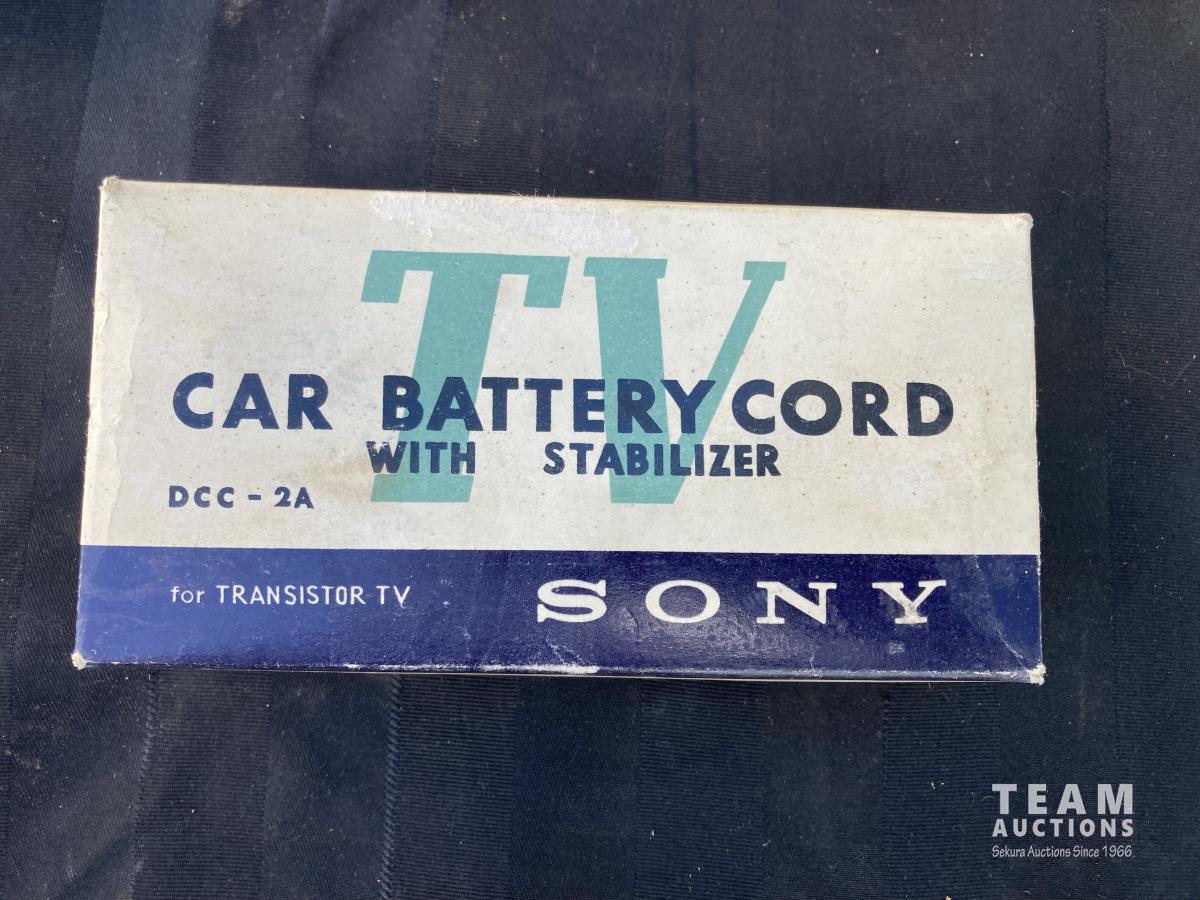 TV
CAR BATTERY CORD
WITH STABILIZER
DCC - 2A
for TRANSISTOR TV SONY
TEAM
AUCTIONS
Sekura Auctions Since 1966